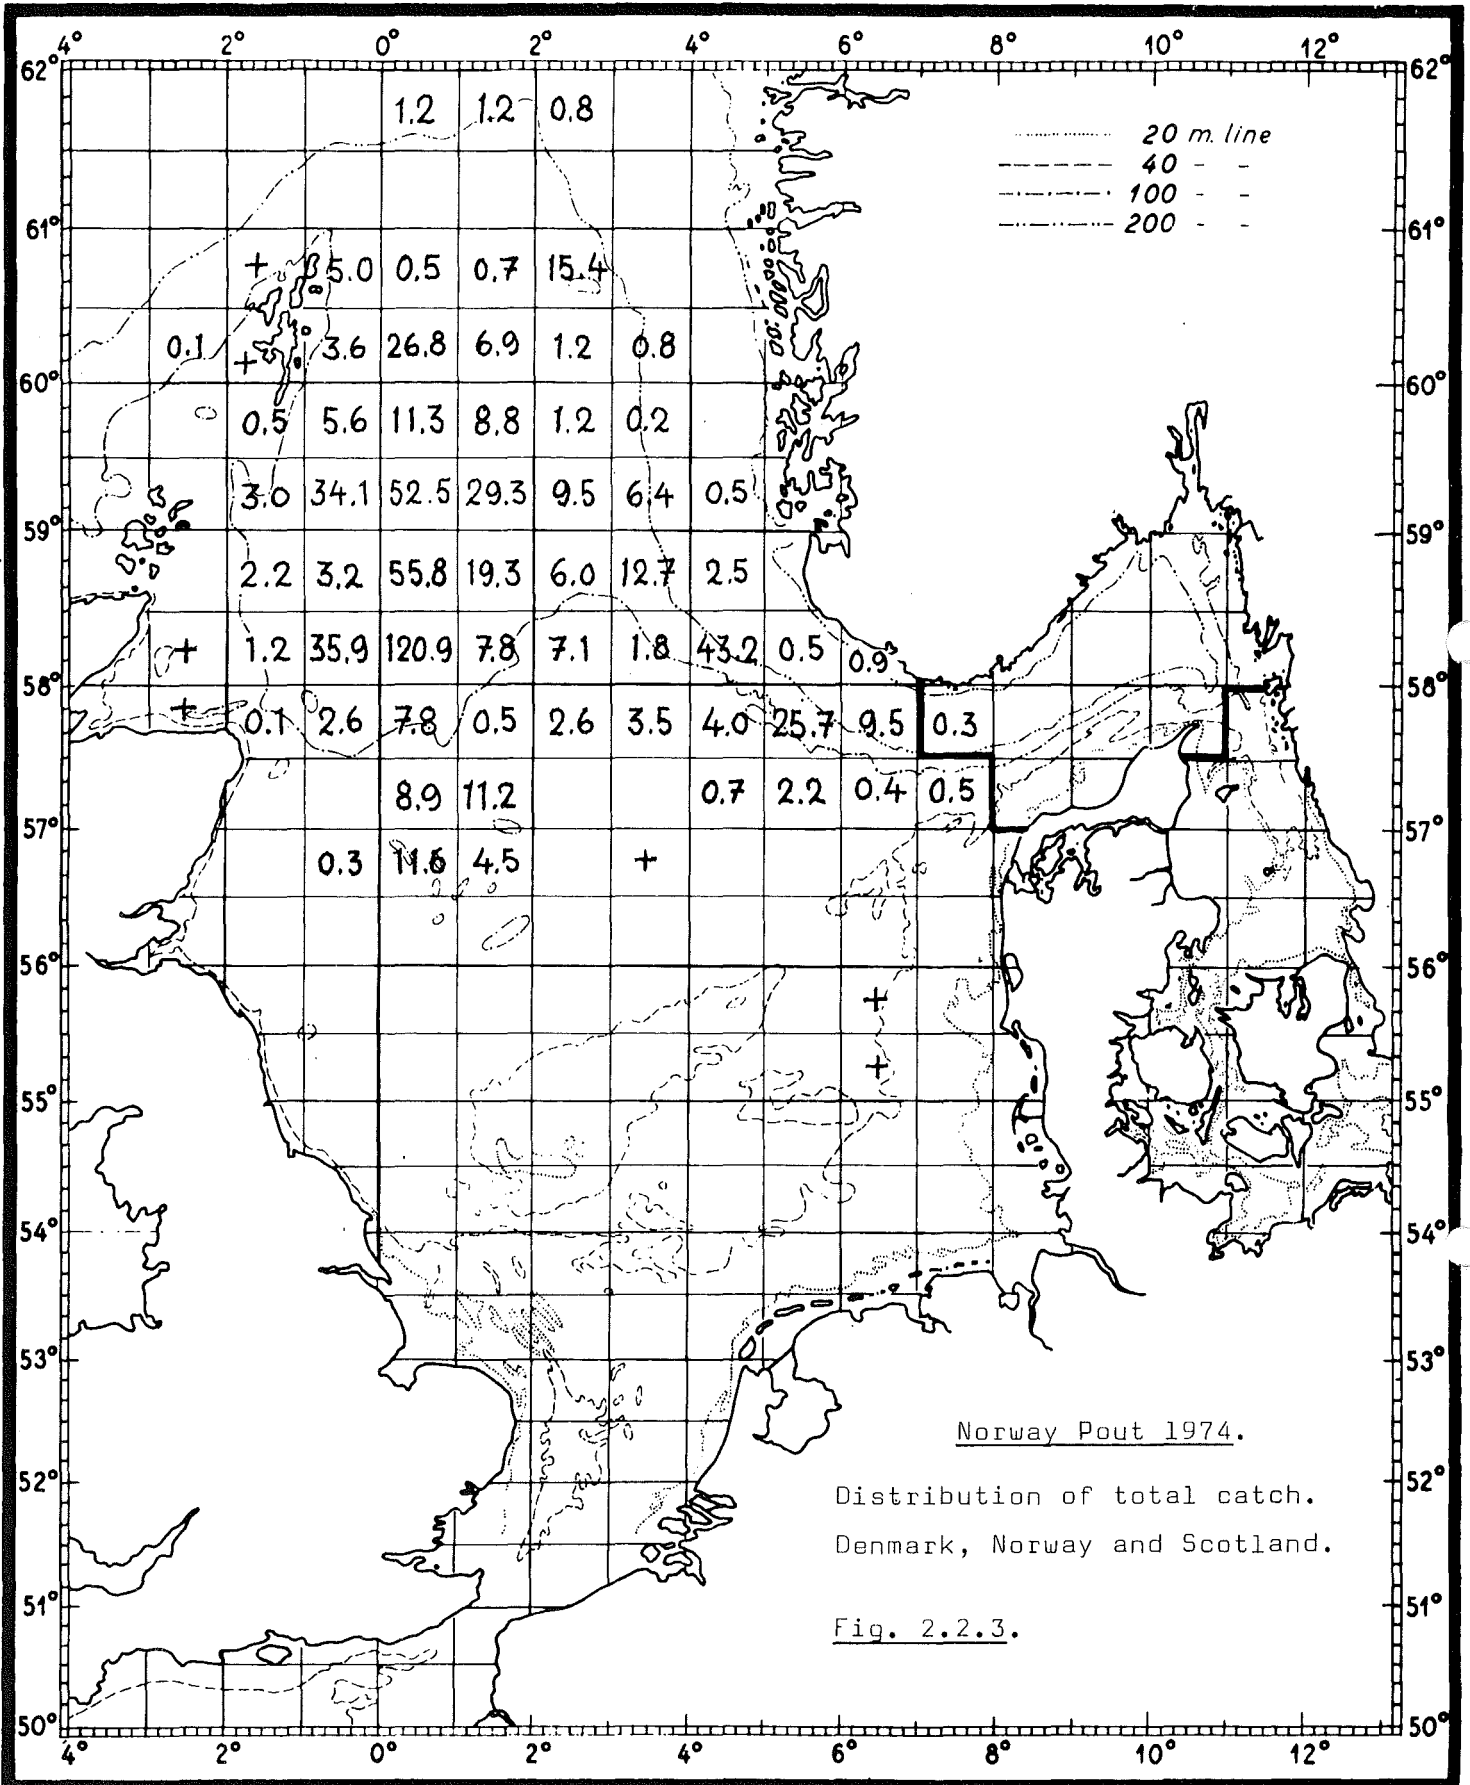 4° 2° 0° 2° 4° 6° 8° 10° 12°
62° 62°
1.2 1.2 0.8
20 m. line
40 - -
100 - -
200 - -
61° 61°
+ 5.0 0.5 0.7 15.4
0.1 + 3.6 26.8 6.9 1.2 0.8
60° 60°
0.5 5.6 11.3 8.8 1.2 0.2
3.0 34.1 52.5 29.3 9.5 6.4 0.5
59° 59°
2.2 3.2 55.8 19.3 6.0 12.7 2.5
+ 1.2 35.9 120.9 7.8 7.1 1.8 43.2 0.5 0.9
58° 58°
+ 0.1 2.6 7.8 0.5 2.6 3.5 4.0 25.7 9.5 0.3
8.9 11.2 0.7 2.2 0.4 0.5
57° 57°
0.3 11.6 4.5 +
56° 56°
+
+
55° 55°
54° 54°
53° 53°
Norway Pout 1974.
52° 52°
Distribution of total catch.
Denmark, Norway and Scotland.
51° 51°
Fig. 2.2.3.
50° 50°
4° 2° 0° 2° 4° 6° 8° 10° 12°